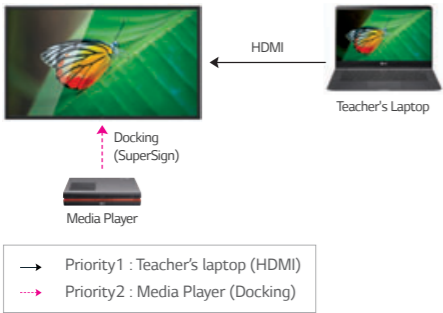 HDMI
Teacher's Laptop
Docking
(SuperSign)
Media Player
Priority1 : Teacher's laptop (HDMI)
Priority2 : Media Player (Docking)